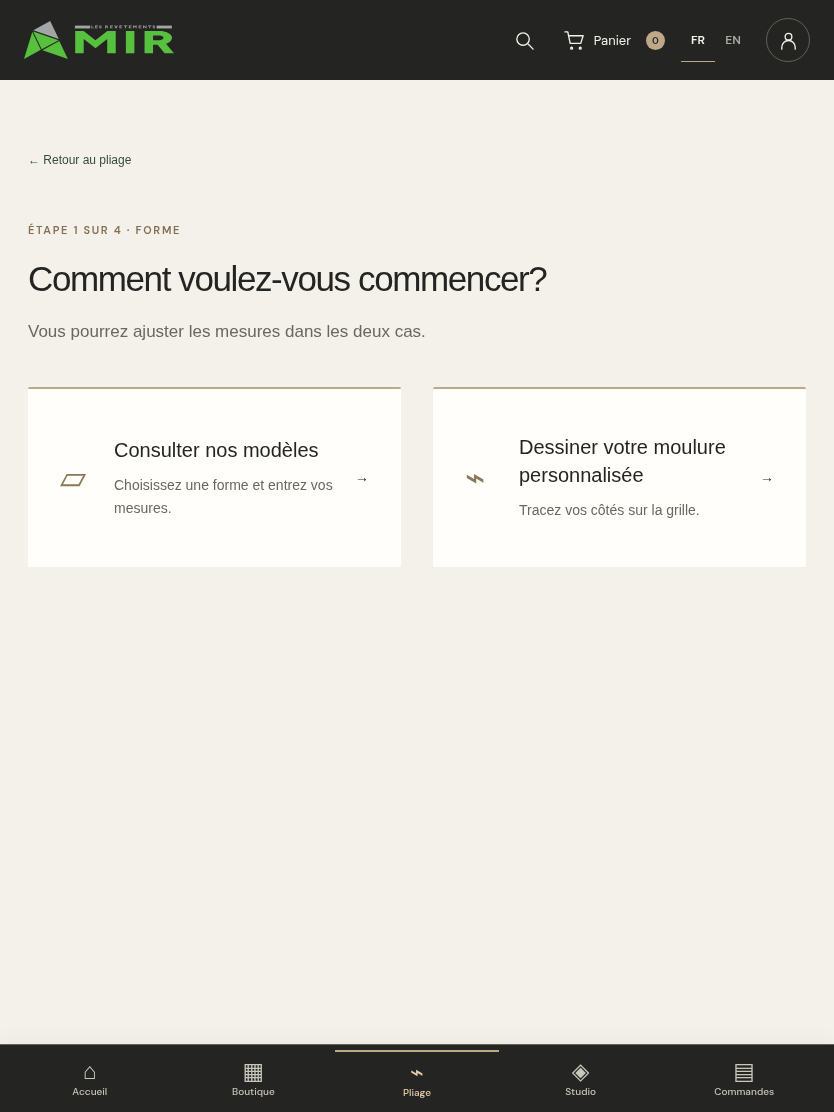 LES REVÊTEMENTS
MIR
Panier 0 FR EN
← Retour au pliage
ÉTAPE 1 SUR 4 · FORME
Comment voulez-vous commencer?
Vous pourrez ajuster les mesures dans les deux cas.
Consulter nos modèles
Choisissez une forme et entrez vos
mesures.
→
Dessiner votre moulure
personnalisée
Tracez vos côtés sur la grille.
→
Accueil
Boutique
Pliage
Studio
Commandes